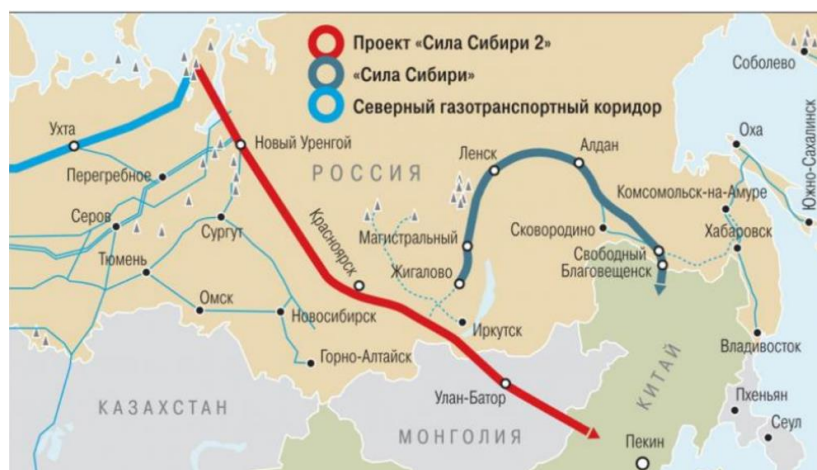 Проект «Сила Сибири 2»
«Сила Сибири»
Северный газотранспортный коридор
Соболево
Ухта
Новый Уренгой
Оха
Южно-Сахалинск
Перегребное
РОССИЯ
Ленск
Алдан
Комсомольск-на-Амуре
Серов
Сургут
Красноярск
Магистральный
Сковородино
Хабаровск
Тюмень
Жигалово
Свободный
Благовещенск
Омск
Новосибирск
Иркутск
Владивосток
Горно-Алтайск
Улан-Батор
КИТАЙ
Пхеньян
КАЗАХСТАН
МОНГОЛИЯ
Сеул
Пекин